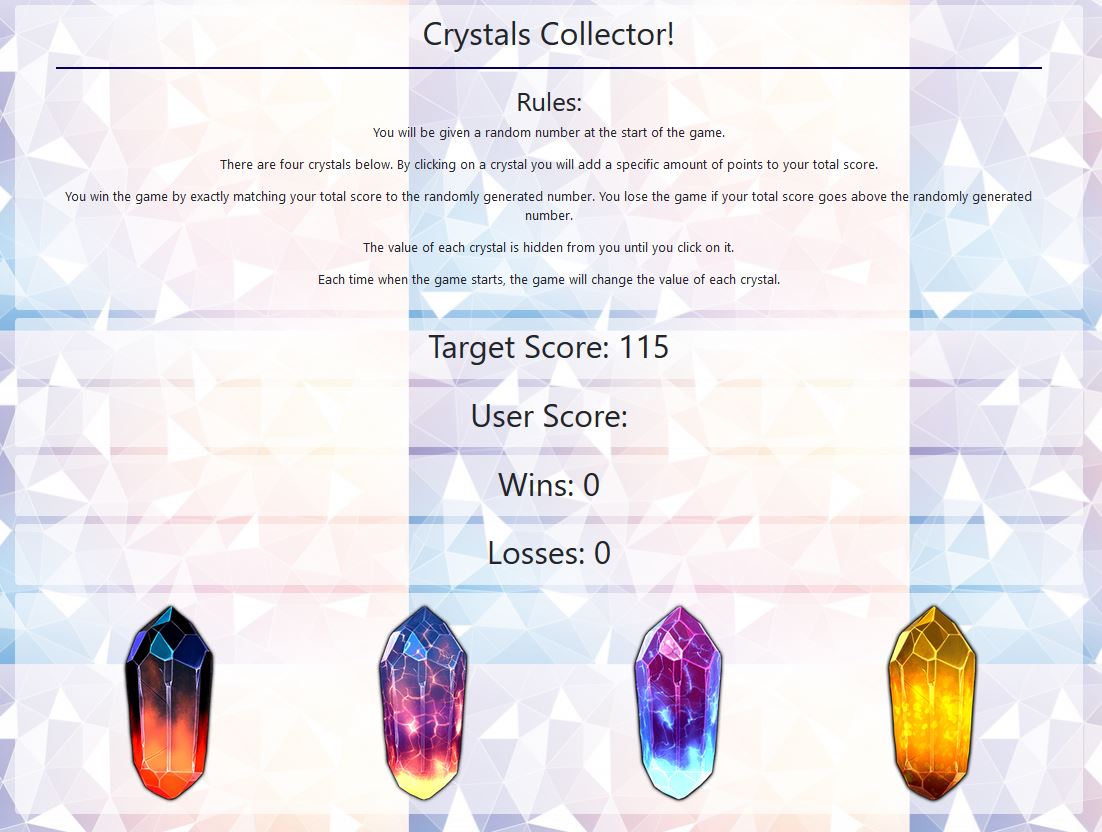 Crystals Collector!
Rules:
You will be given a random number at the start of the game.
There are four crystals below. By clicking on a crystal you will add a specific amount of points to your total score.
You win the game by exactly matching your total score to the randomly generated number. You lose the game if your total score goes above the randomly generated
number.
The value of each crystal is hidden from you until you click on it.
Each time when the game starts, the game will change the value of each crystal.
Target Score: 115
User Score:
Wins: 0
Losses: 0